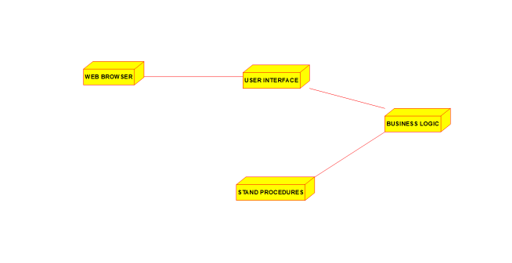 WEB BROWSER
USER INTERFACE
BUSINESS LOGIC
STAND PROCEDURES